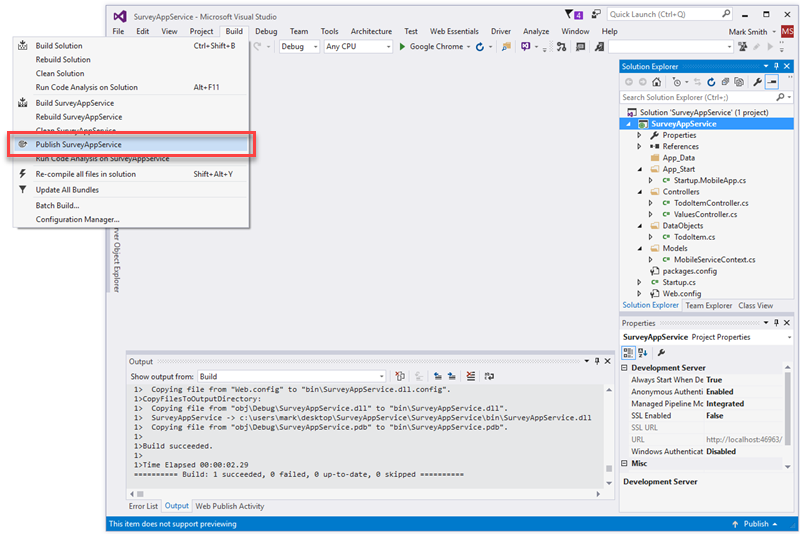 SurveyAppService - Microsoft Visual Studio
4
Quick Launch (Ctrl+Q)
File Edit View Project Build Debug Team Tools Architecture Test Web Essentials Driver Analyze Window Help
Mark Smith
MS
Debug Any CPU Google Chrome
Build Solution Ctrl+Shift+B
Rebuild Solution
Clean Solution
Run Code Analysis on Solution Alt+F11
Build SurveyAppService
Rebuild SurveyAppService
Clean SurveyAppService
Publish SurveyAppService
Run Code Analysis on SurveyAppService
Re-compile all files in solution Shift+Alt+Y
Update All Bundles
Batch Build...
Configuration Manager...
Server Object Explorer
Solution Explorer
Search Solution Explorer (Ctrl+;)
Solution 'SurveyAppService' (1 project)
SurveyAppService
Properties
References
App_Data
App_Start
C# Startup.MobileApp.cs
Controllers
C# TodoItemController.cs
C# ValuesController.cs
DataObjects
C# TodoItem.cs
Models
C# MobileServiceContext.cs
packages.config
C# Startup.cs
Web.config
Solution Explorer Team Explorer Class View
Properties
SurveyAppService Project Properties
Development Server
Always Start When De True
Anonymous Authenti Enabled
Managed Pipeline Mo Integrated
SSL Enabled False
SSL URL
URL http://localhost:46963/
Windows Authenticat Disabled
Misc
Development Server
Output
Show output from: Build
1> Copying file from "Web.config" to "bin\SurveyAppService.dll.config".
1>CopyFilesToOutputDirectory:
1> Copying file from "obj\Debug\SurveyAppService.dll" to "bin\SurveyAppService.dll".
1> SurveyAppService -> c:\users\mark\desktop\SurveyAppService\SurveyAppService\bin\SurveyAppService.dll
1> Copying file from "obj\Debug\SurveyAppService.pdb" to "bin\SurveyAppService.pdb".
1>
1>Build succeeded.
1>
1>Time Elapsed 00:00:02.29
========== Build: 1 succeeded, 0 failed, 0 up-to-date, 0 skipped ==========
Error List Output Web Publish Activity
This item does not support previewing
Publish